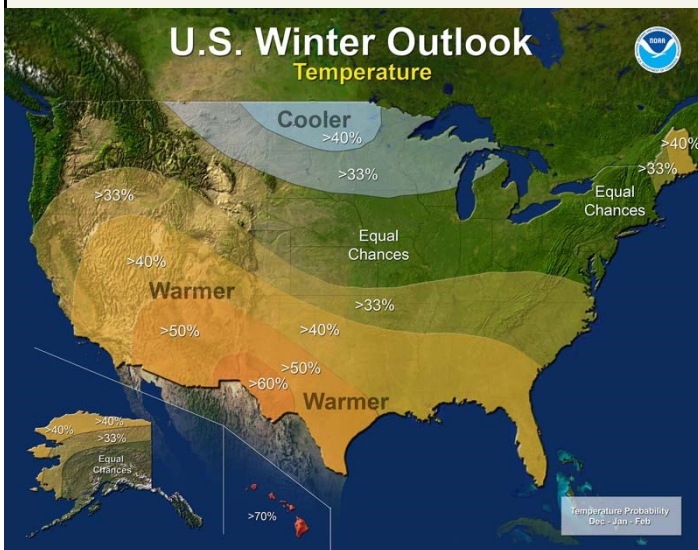 U.S. Winter Outlook
Temperature
NOAA
Cooler
>40%
>33%
>33%
Equal
Chances
>40%
>33%
Equal
Chances
>40%
Warmer
>50%
>33%
>40%
>50%
>60%
Warmer
>40%
>40%
>33%
Equal
Chances
>70%
Temperature Probability
Dec - Jan - Feb